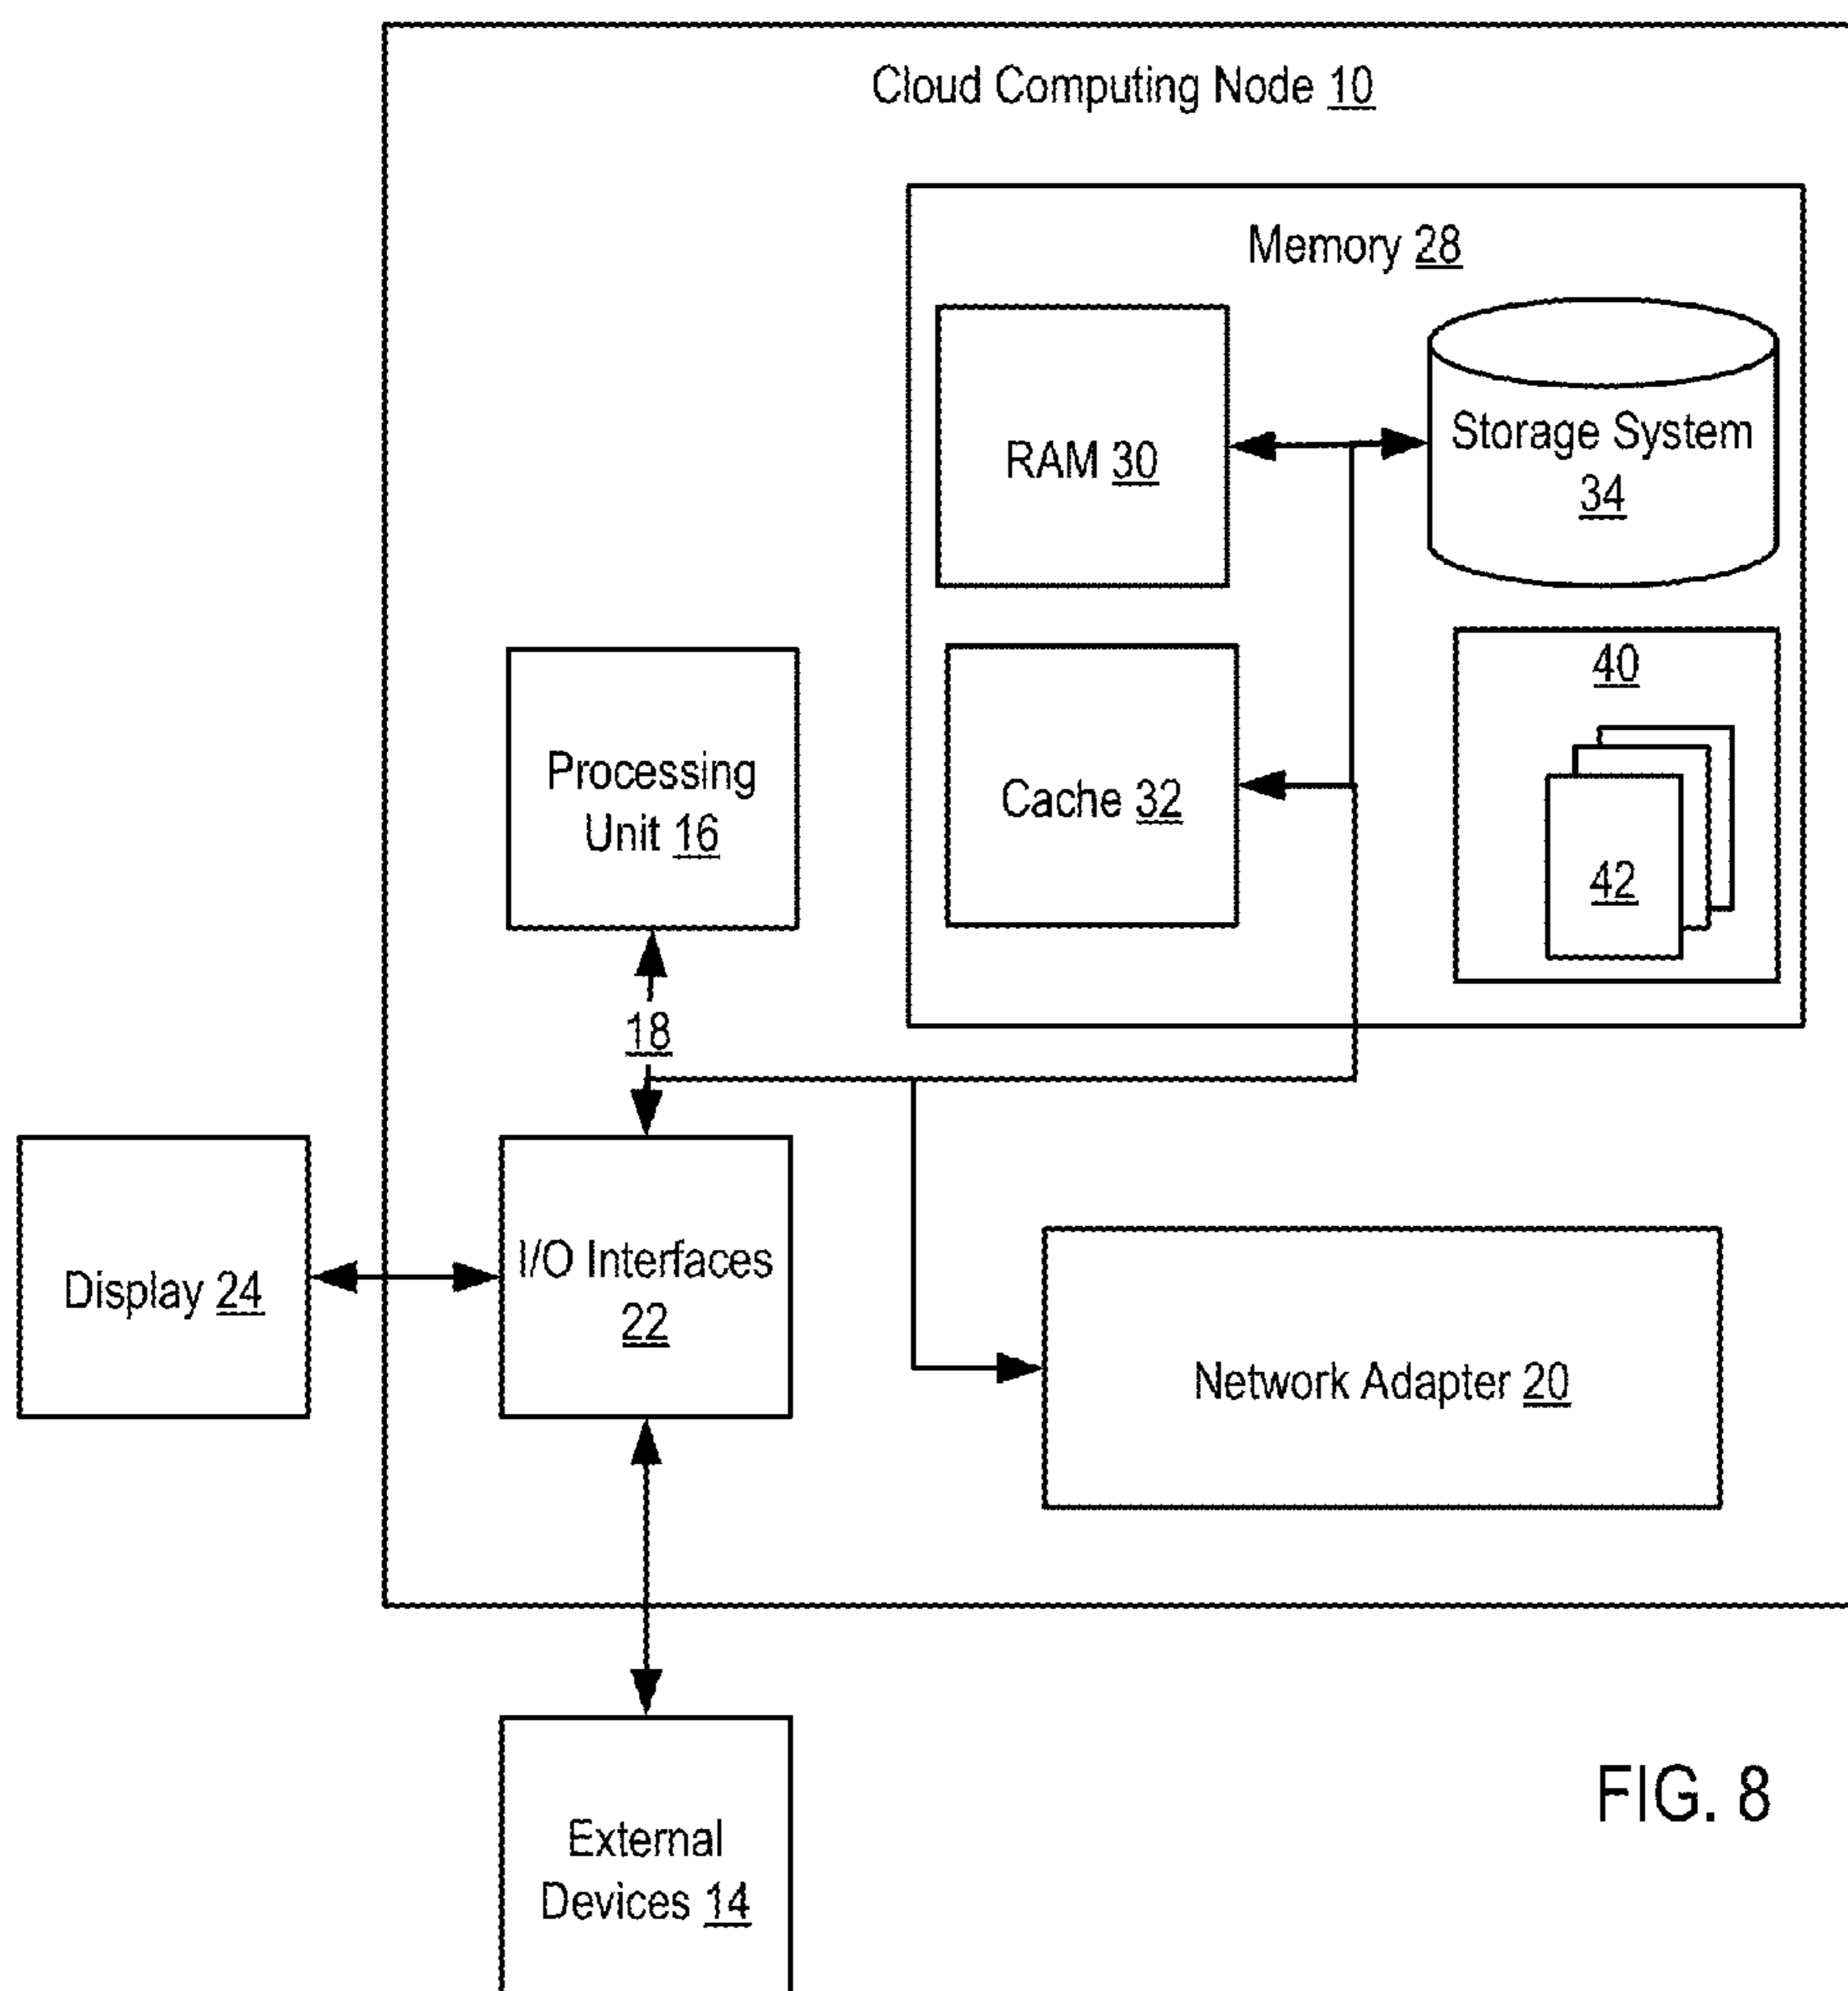 Cloud Computing Node 10
Memory 28
RAM 30
Storage System
34
Cache 32
40
42
Processing
Unit 16
18
Display 24
I/O Interfaces
22
Network Adapter 20
External
Devices 14
FIG. 8